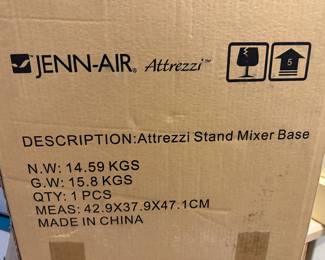 JENN-AIR® Attrezzi™
5
DESCRIPTION:Attrezzi Stand Mixer Base
N.W: 14.59 KGS
G.W: 15.8 KGS
QTY: 1 PCS
MEAS: 42.9X37.9X47.1CM
MADE IN CHINA